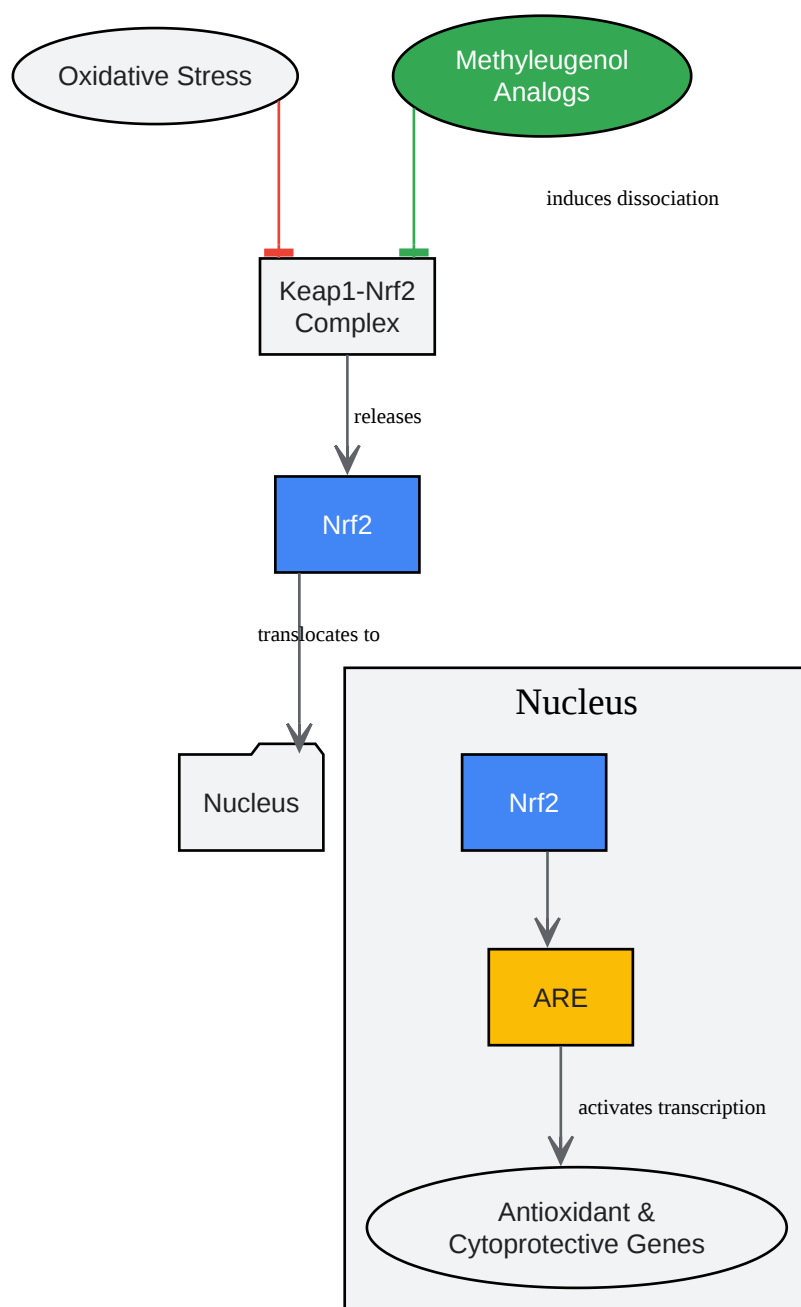 Oxidative Stress
Methyleugenol
Analogs
induces dissociation
Keap1-Nrf2
Complex
releases
Nrf2
translocates to
Nucleus
Nucleus
Nrf2
ARE
activates transcription
Antioxidant &
Cytoprotective Genes